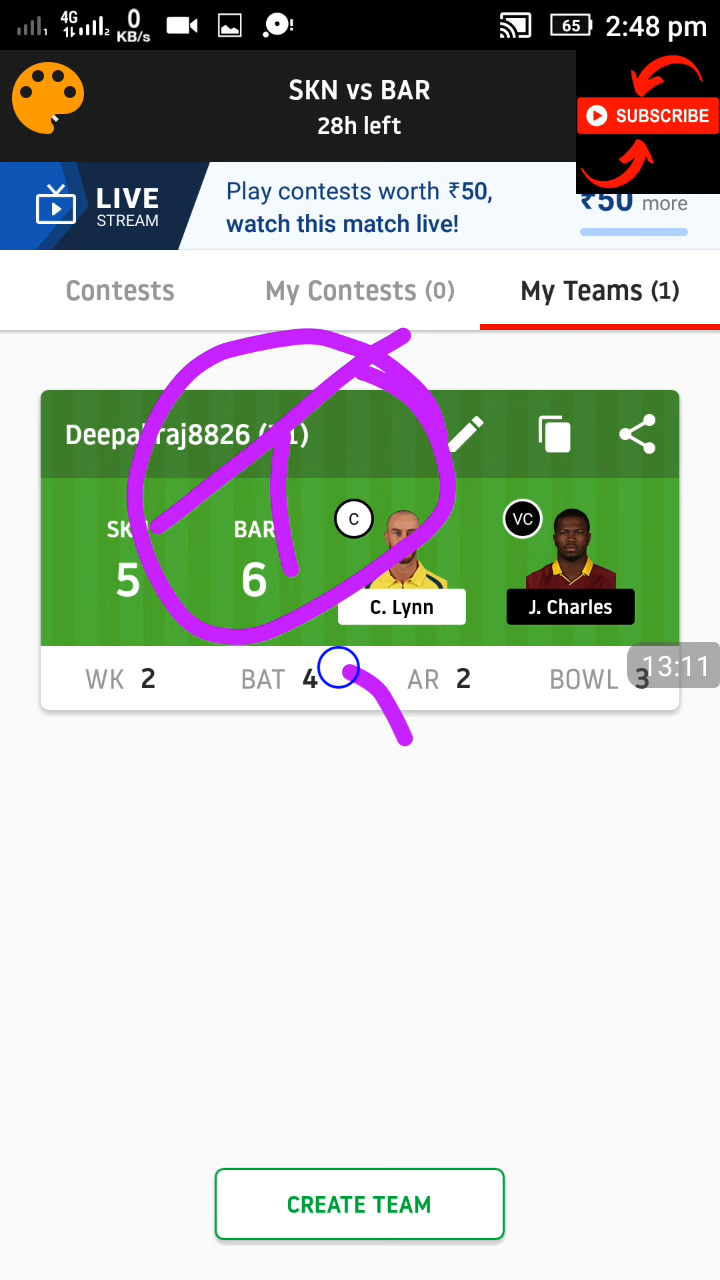 4G
1
2
0
KB/s
65
2:48 pm
SKN vs BAR
28h left
SUBSCRIBE
LIVE
STREAM
Play contests worth ₹50,
watch this match live!
₹50 more
Contests
My Contests (0)
My Teams (1)
C
VC
BAR
5
6
C. Lynn
J. Charles
WK 2
BAT 4
AR 2
BOWL 3
13:11
CREATE TEAM